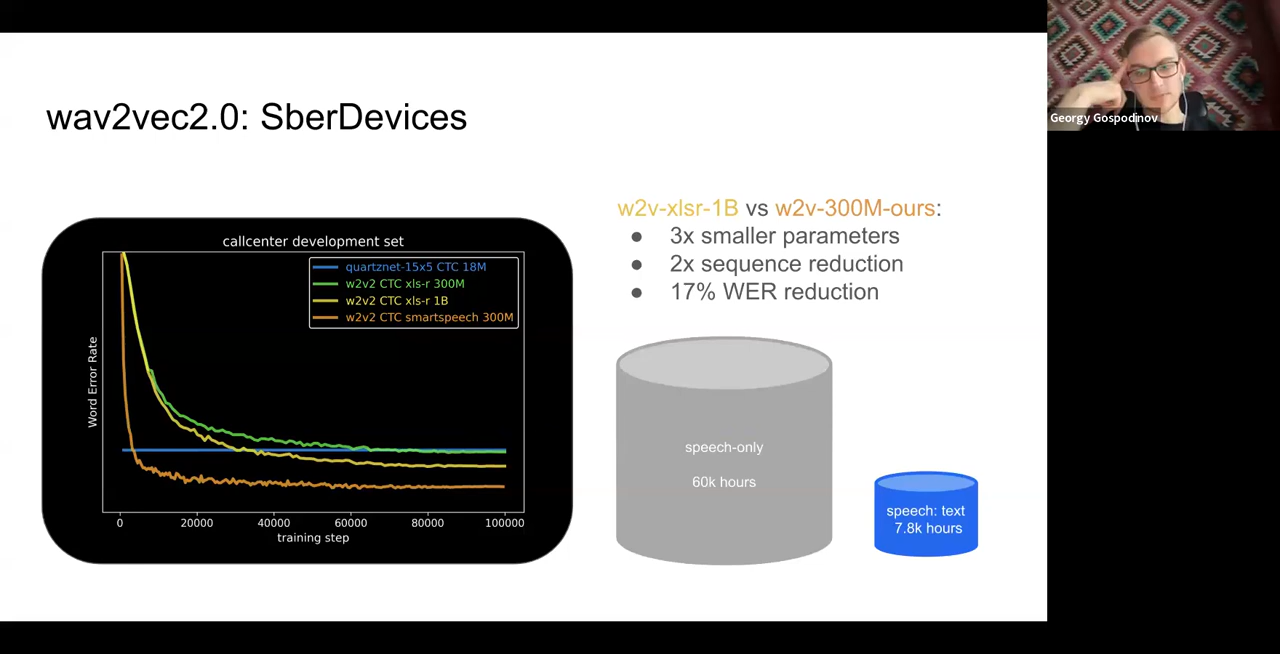 wav2vec2.0: SberDevices
Georgy Gospodinov
callcenter development set
quartznet-15x5 CTC 18M
w2v2 CTC xls-r 300M
w2v2 CTC xls-r 1B
w2v2 CTC smartspeech 300M
Word Error Rate
0 20000 40000 60000 80000 100000
training step
w2v-xlsr-1B vs w2v-300M-ours:
● 3x smaller parameters
● 2x sequence reduction
● 17% WER reduction
speech-only
60k hours
speech: text
7.8k hours